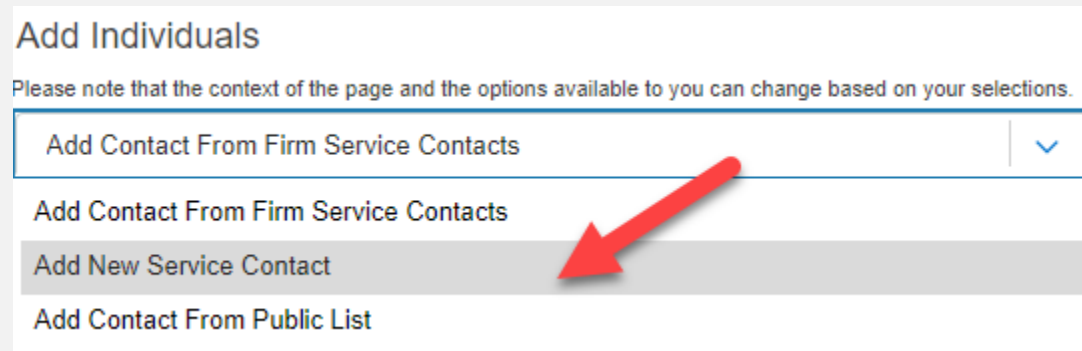 Add Individuals
Please note that the context of the page and the options available to you can change based on your selections.
Add Contact From Firm Service Contacts
Add Contact From Firm Service Contacts
Add New Service Contact
Add Contact From Public List